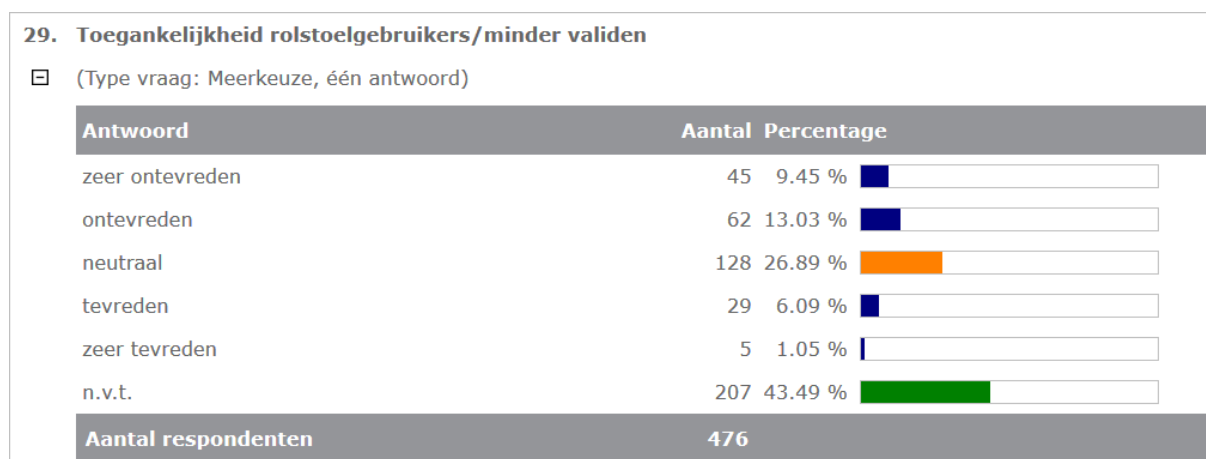 29. Toegankelijkheid rolstoelgebruikers/minder validen
(Type vraag: Meerkeuze, één antwoord)
Antwoord Aantal Percentage
zeer ontevreden 45 9.45 %
ontevreden 62 13.03 %
neutraal 128 26.89 %
tevreden 29 6.09 %
zeer tevreden 5 1.05 %
n.v.t. 207 43.49 %
Aantal respondenten 476